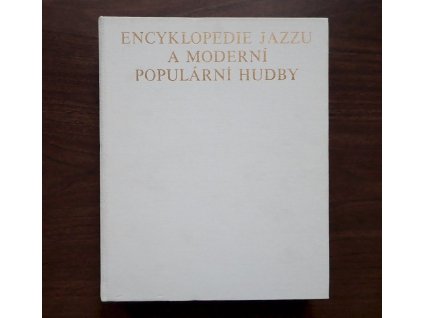 ENCYKLOPEDIE JAZZU
A MODERNÍ
POPULÁRNÍ HUDBY